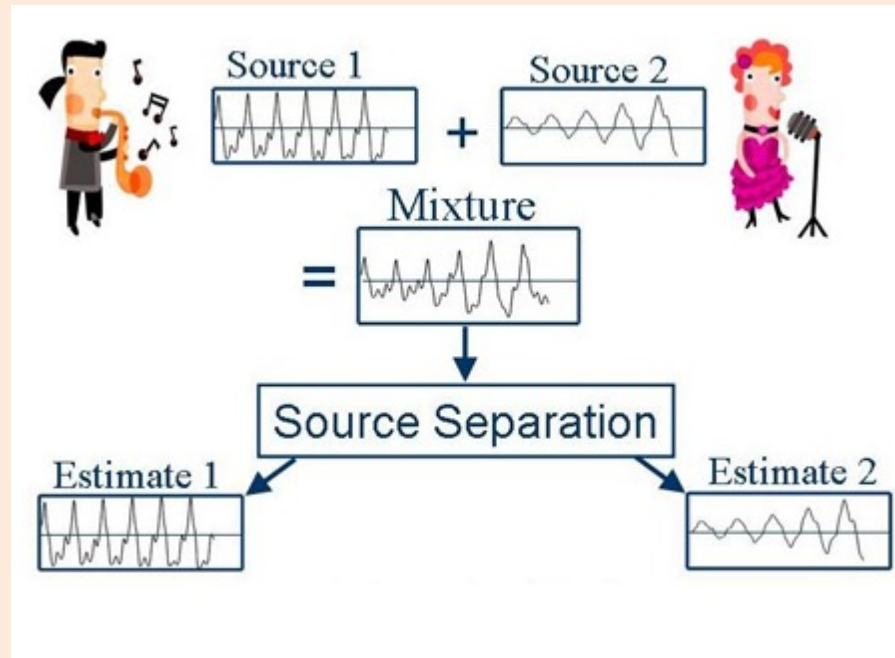 Source 1
Source 2
+
Mixture
=
Source Separation
Estimate 1
Estimate 2